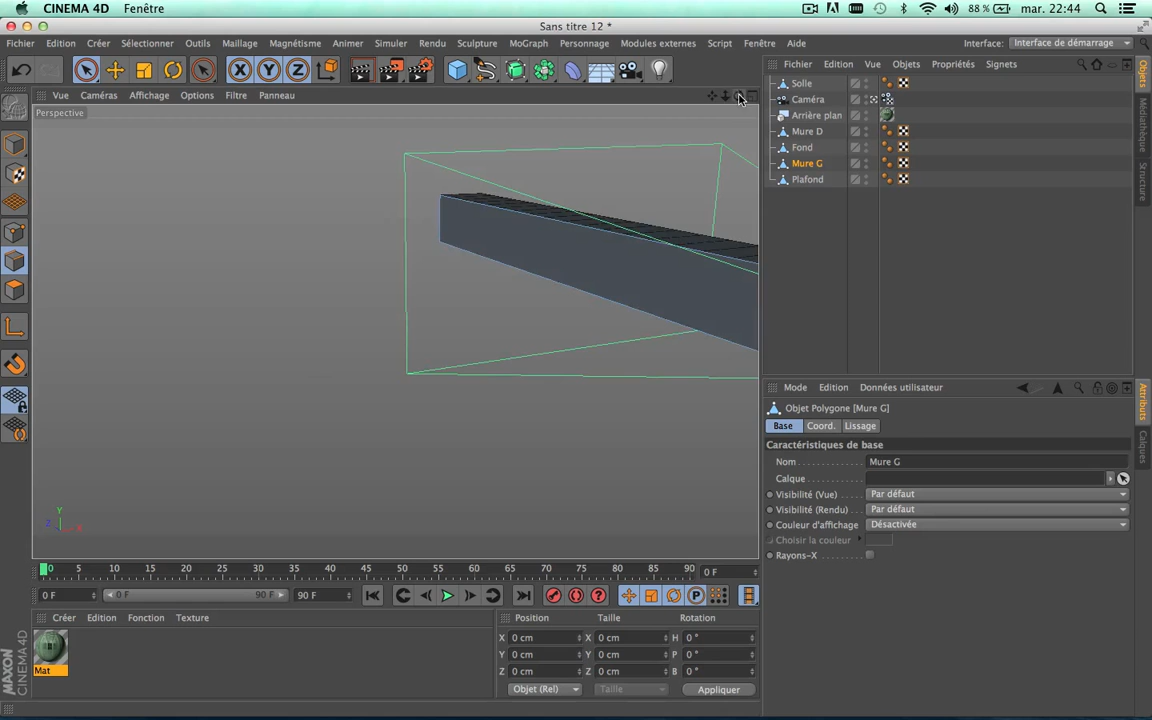 CINEMA 4D Fenêtre 88 % mar. 22:44
Sans titre 12 *
Fichier Edition Créer Sélectionner Outils Maillage Magnétisme Animer Simuler Rendu Sculpture MoGraph Personnage Modules externes Script Fenêtre Aide Interface: Interface de démarrage
X Y Z
Vue Caméras Affichage Options Filtre Panneau
Perspective
Fichier Edition Vue Objets Propriétés Signets
Solle
Caméra
Arrière plan
Mure D
Fond
Mure G
Plafond
Objets
Médiathèque
Structure
Mode Edition Données utilisateur
Objet Polygone [Mure G]
Base Coord. Lissage
Caractéristiques de base
Nom Mure G
Calque
Visibilité (Vue) Par défaut
Visibilité (Rendu) Par défaut
Couleur d'affichage Désactivée
Choisir la couleur
Rayons-X
Attributs
Calques
Y
Z X
0 5 10 15 20 25 30 35 40 45 50 55 60 65 70 75 80 85 90 0 F
0 F 0 F 90 F 90 F P
Créer Edition Fonction Texture
Mat
Position Taille Rotation
X 0 cm X 0 cm H 0 °
Y 0 cm Y 0 cm P 0 °
Z 0 cm Z 0 cm B 0 °
Objet (Rel) Taille Appliquer
MAXON
CINEMA 4D